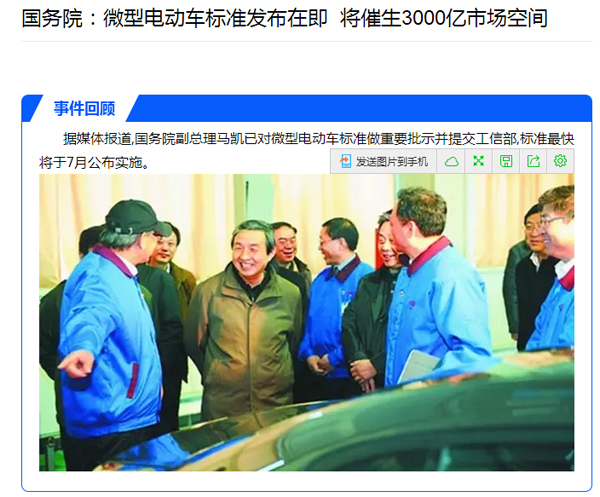 国务院：微型电动车标准发布在即 将催生3000亿市场空间
事件回顾
据媒体报道,国务院副总理马凯已对微型电动车标准做重要批示并提交工信部,标准最快
将于7月公布实施。
发送图片到手机